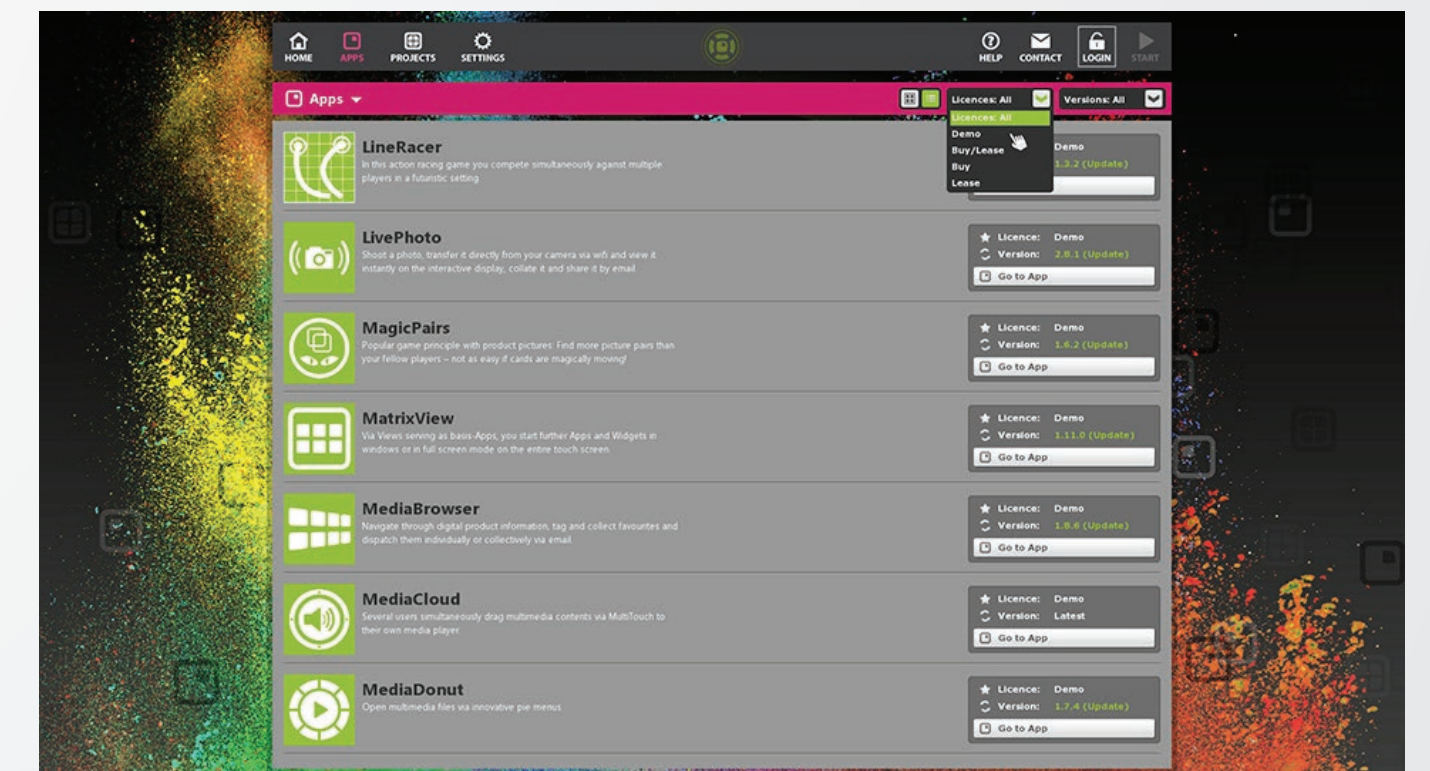 HOME APPS PROJECTS SETTINGS HELP CONTACT LOGIN START
Apps Licences: All Versions: All
Licences: All
Demo
Buy/Lease
Buy
Lease
LineRacer
In this action racing game you compete simultaneously against multiple
players in a futuristic setting
Demo
1.3.2 (Update)
LivePhoto
Shoot a photo, transfer it directly from your camera via wifi and view it
instantly on the interactive display, collate it and share it by email
Licence: Demo
Version: 2.8.1 (Update)
Go to App
MagicPairs
Popular game principle with product pictures: Find more picture pairs than
your fellow players – not as easy if cards are magically moving!
Licence: Demo
Version: 1.6.2 (Update)
Go to App
MatrixView
Via Views serving as basis-Apps, you start further Apps and Widgets in
windows or in full screen mode on the entire touch screen
Licence: Demo
Version: 1.11.0 (Update)
Go to App
MediaBrowser
Navigate through digital product information, tag and collect favourites and
dispatch them individually or collectively via email
Licence: Demo
Version: 1.8.6 (Update)
Go to App
MediaCloud
Several users simultaneously drag multimedia contents via MultiTouch to
their own media player
Licence: Demo
Version: Latest
Go to App
MediaDonut
Open multimedia files via innovative pie menus
Licence: Demo
Version: 1.7.4 (Update)
Go to App